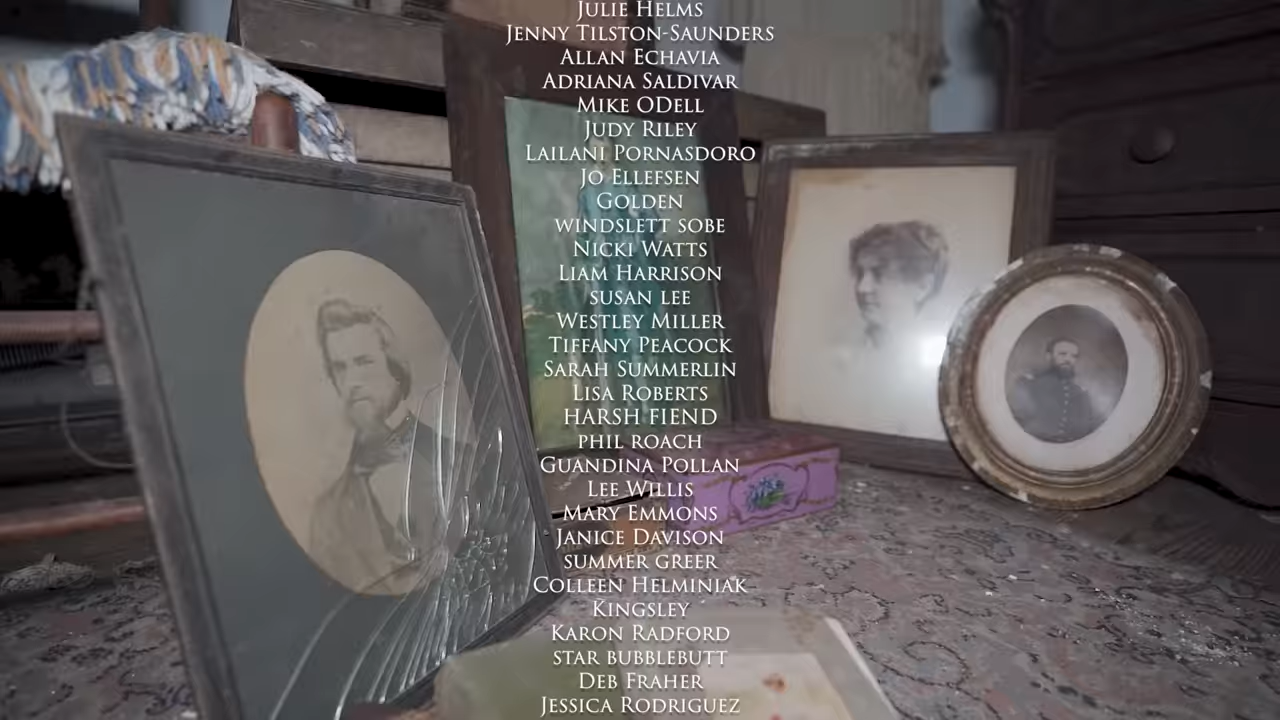 JULIE HELMS
JENNY TILSTON-SAUNDERS
ALLAN ECHAVIA
ADRIANA SALDIVAR
MIKE ODELL
JUDY RILEY
LAILANI PORNASDORO
JO ELLEFSEN
GOLDEN
WINDSLETT SOBE
NICKI WATTS
LIAM HARRISON
SUSAN LEE
WESTLEY MILLER
TIFFANY PEACOCK
SARAH SUMMERLIN
LISA ROBERTS
HARSH FIEND
PHIL ROACH
GUANDINA POLLAN
LEE WILLIS
MARY EMMONS
JANICE DAVISON
SUMMER GREER
COLLEEN HELMINIAK
KINGSLEY
KARON RADFORD
STAR BUBBLEBUTT
DEB FRAHER
JESSICA RODRIGUEZ